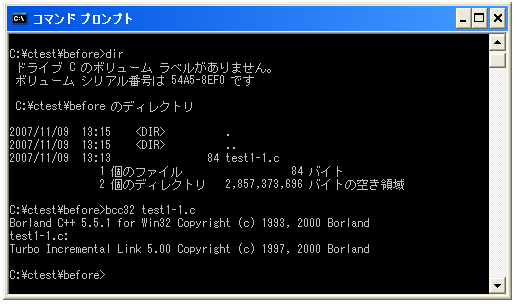 コマンド プロンプト
C:¥ctest¥before>dir
ドライブ C のボリューム ラベルがありません。
ボリューム シリアル番号は 54A5-8EF0 です
C:¥ctest¥before のディレクトリ
2007/11/09 13:15 <DIR> .
2007/11/09 13:15 <DIR> ..
2007/11/09 13:13 84 test1-1.c
1 個のファイル 84 バイト
2 個のディレクトリ 2,857,373,696 バイトの空き領域
C:¥ctest¥before>bcc32 test1-1.c
Borland C++ 5.5.1 for Win32 Copyright (c) 1993, 2000 Borland
test1-1.c:
Turbo Incremental Link 5.00 Copyright (c) 1997, 2000 Borland
C:¥ctest¥before>